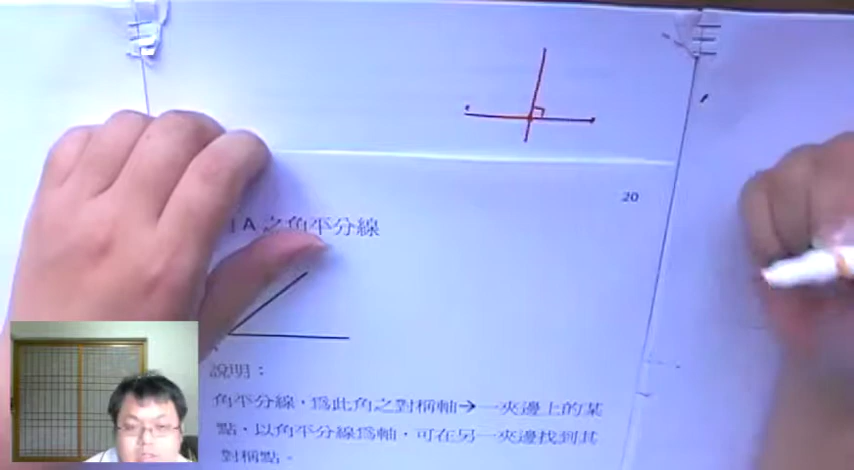 20
A 之角平分線
說明：
角平分線，為此角之對稱軸→一夾邊上的某
點，以角平分線為軸，可在另一夾邊找到其
對稱點。